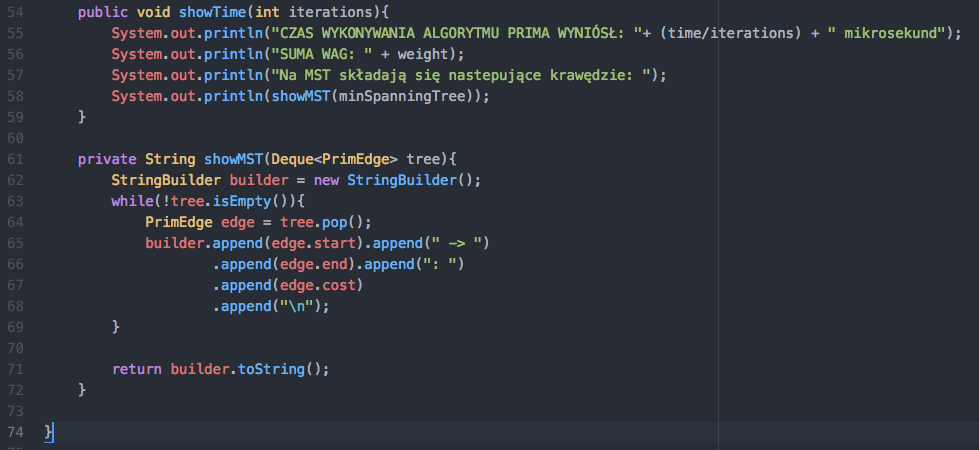 54 public void showTime(int iterations){
55 System.out.println("CZAS WYKONYWANIA ALGORYTMU PRIMA WYNIÓSŁ: "+ (time/iterations) + " mikrosekund");
56 System.out.println("SUMA WAG: " + weight);
57 System.out.println("Na MST składają się nastepujące krawędzie: ");
58 System.out.println(showMST(minSpanningTree));
59 }
60
61 private String showMST(Deque<PrimEdge> tree){
62 StringBuilder builder = new StringBuilder();
63 while(!tree.isEmpty()){
64 PrimEdge edge = tree.pop();
65 builder.append(edge.start).append(" -> ")
66 .append(edge.end).append(": ")
67 .append(edge.cost)
68 .append("\n");
69 }
70
71 return builder.toString();
72 }
73
74 }